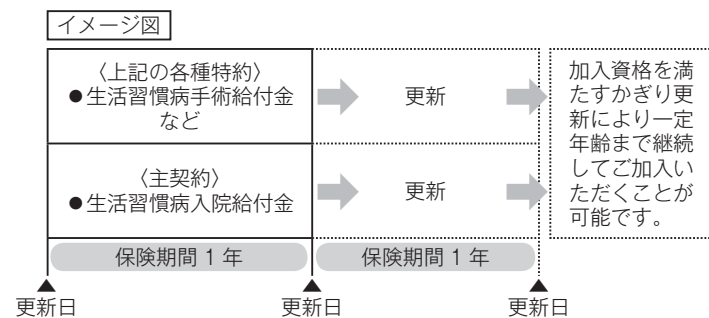 イメージ図
〈上記の各種特約〉
●生活習慣病手術給付金
など
更新
〈主契約〉
●生活習慣病入院給付金
更新
加入資格を満
たすかぎり更
新により一定
年齢まで継続
してご加入い
ただくことが
可能です。
保険期間 1 年
保険期間 1 年
更新日
更新日
更新日